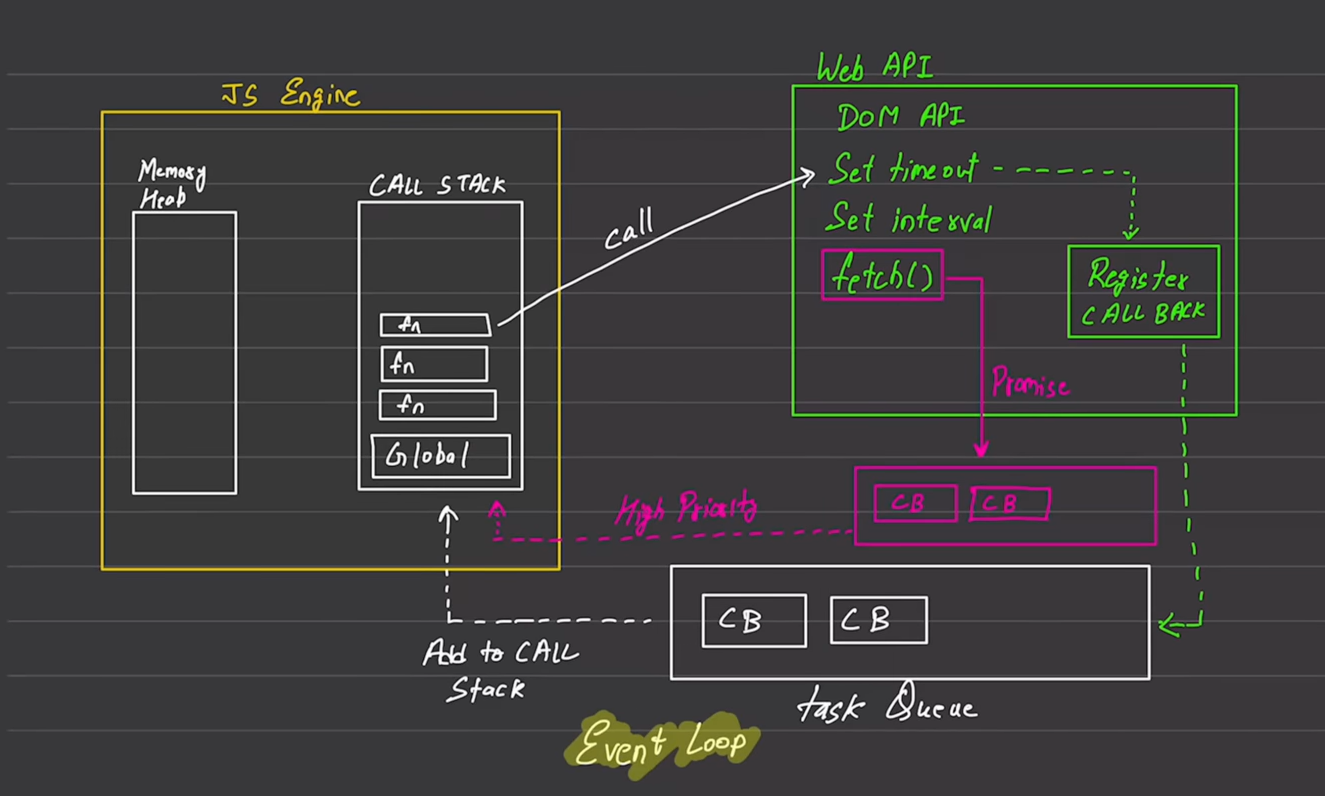 Web API
JS Engine
DOM API
Memory
Heap
CALL STACK
Set timeout
call
Set interval
fetch()
Register
CALL BACK
fn
fn
fn
Promise
Global
High Priority
CB CB
CB CB
Add to CALL
Stack
task Queue
Event Loop